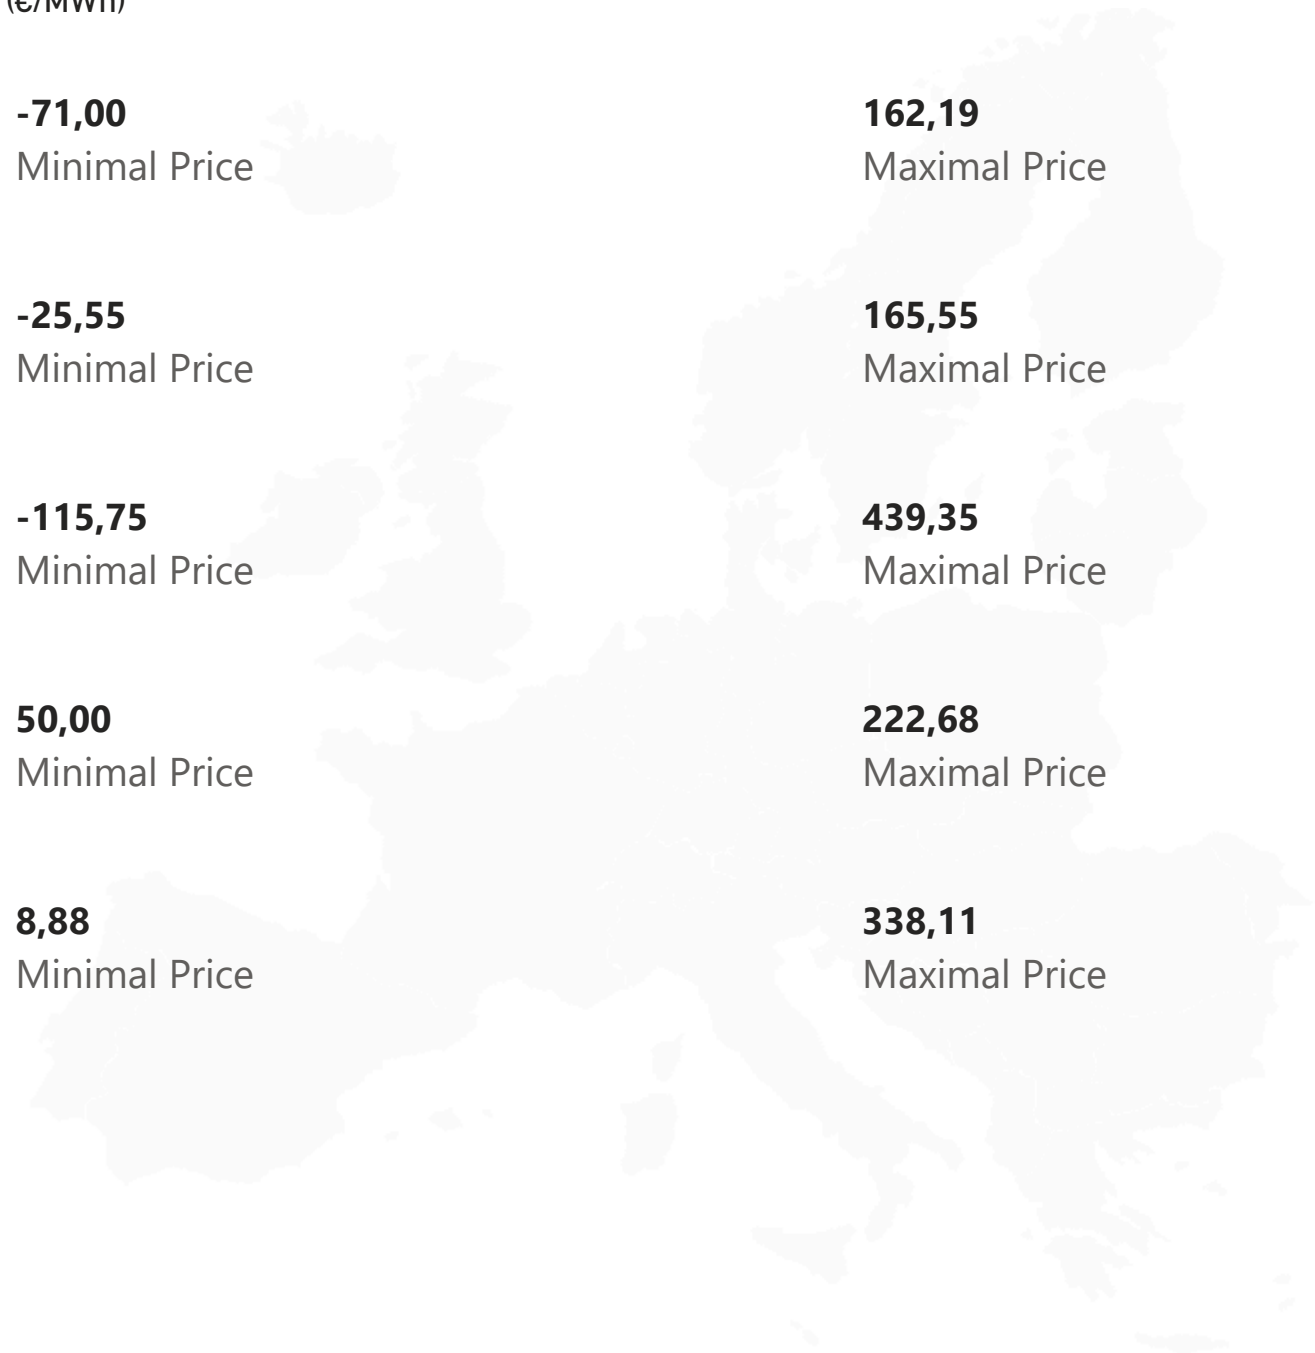 (€/MWh)
-71,00
Minimal Price
162,19
Maximal Price
-25,55
Minimal Price
165,55
Maximal Price
-115,75
Minimal Price
439,35
Maximal Price
50,00
Minimal Price
222,68
Maximal Price
8,88
Minimal Price
338,11
Maximal Price